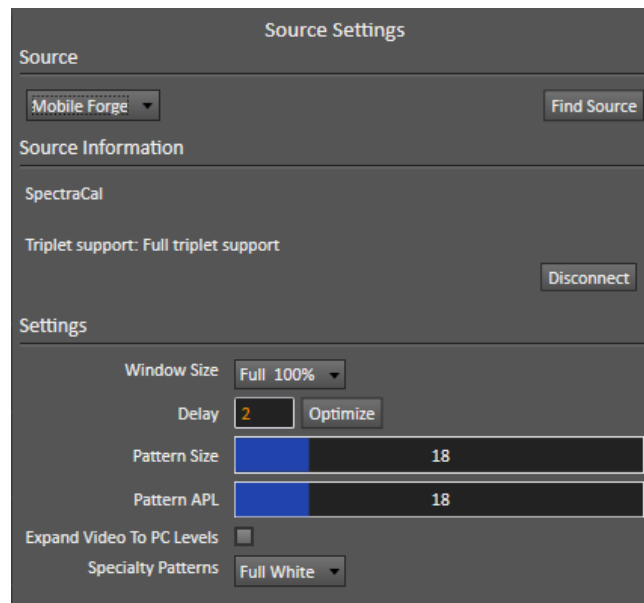 Source Settings
Source
Mobile Forge
Find Source
Source Information
SpectraCal
Triplet support: Full triplet support
Disconnect
Settings
Window Size Full 100%
Delay 2 Optimize
Pattern Size 18
Pattern APL 18
Expand Video To PC Levels
Specialty Patterns Full White